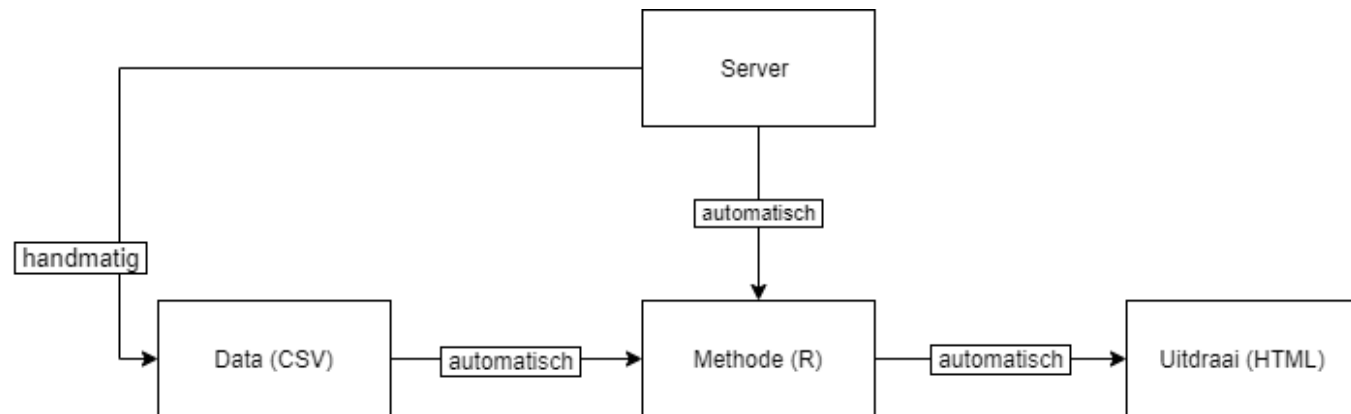 Server
automatisch
handmatig
Data (CSV)
automatisch
Methode (R)
automatisch
Uitdraai (HTML)